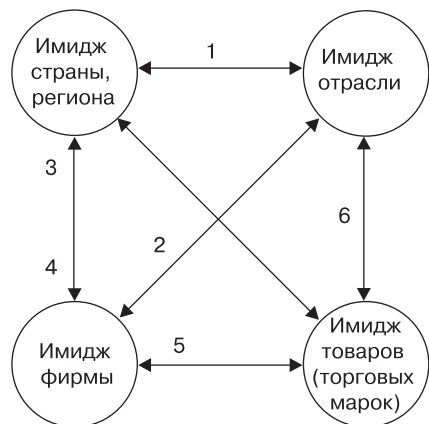 Имидж
страны,
региона
1
Имидж
отрасли
3
2
6
4
Имидж
фирмы
5
Имидж
товаров
(торговых
марок)